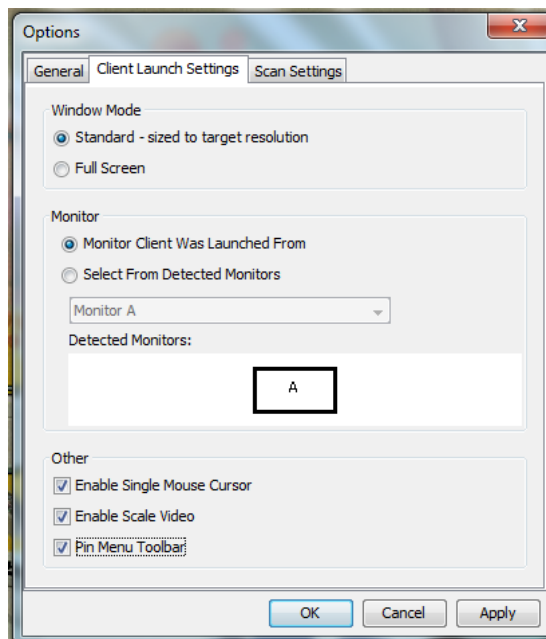 Options
General Client Launch Settings Scan Settings
Window Mode
Standard - sized to target resolution
Full Screen
Monitor
Monitor Client Was Launched From
Select From Detected Monitors
Monitor A
Detected Monitors:
A
Other
Enable Single Mouse Cursor
Enable Scale Video
Pin Menu Toolbar
OK Cancel Apply